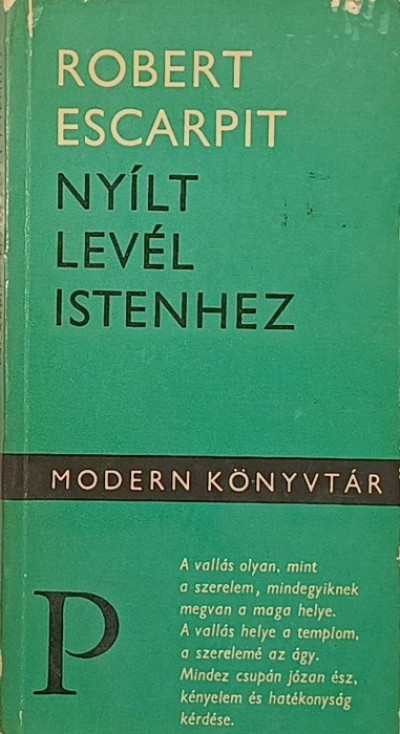 ROBERT
ESCARPIT
NYÍLT
LEVÉL
ISTENHEZ
MODERN KÖNYVTÁR
P
A vallás olyan, mint
a szerelem, mindegyiknek
megvan a maga helye.
A vallás helye a templom,
a szerelemé az ágy.
Mindez csupán józan ész,
kényelem és hatékonyság
kérdése.